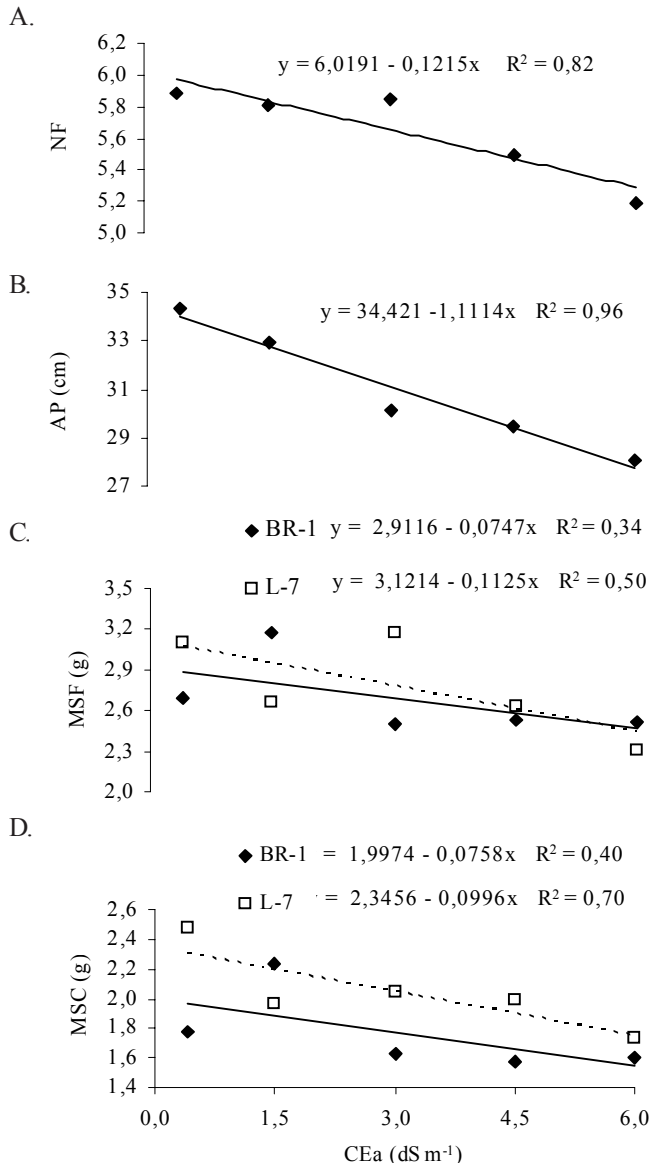 A.
6,2
6,0
5,8
5,6
5,4
5,2
5,0
NF
y = 6,0191 - 0,1215x R² = 0,82
B.
35
33
31
29
27
AP (cm)
y = 34,421 -1,1114x R² = 0,96
C.
BR-1 y = 2,9116 - 0,0747x R² = 0,34
L-7 y = 3,1214 - 0,1125x R² = 0,50
3,5
3,2
2,9
2,6
2,3
2,0
MSF (g)
D.
BR-1 = 1,9974 - 0,0758x R² = 0,40
L-7 = 2,3456 - 0,0996x R² = 0,70
2,6
2,4
2,2
2,0
1,8
1,6
1,4
MSC (g)
0,0 1,5 3,0 4,5 6,0
CEa (dS m⁻¹)